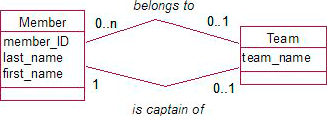 belongs to
Member
0..n
0..1
Team
member_ID
last_name
first_name
team_name
1
0..1
is captain of